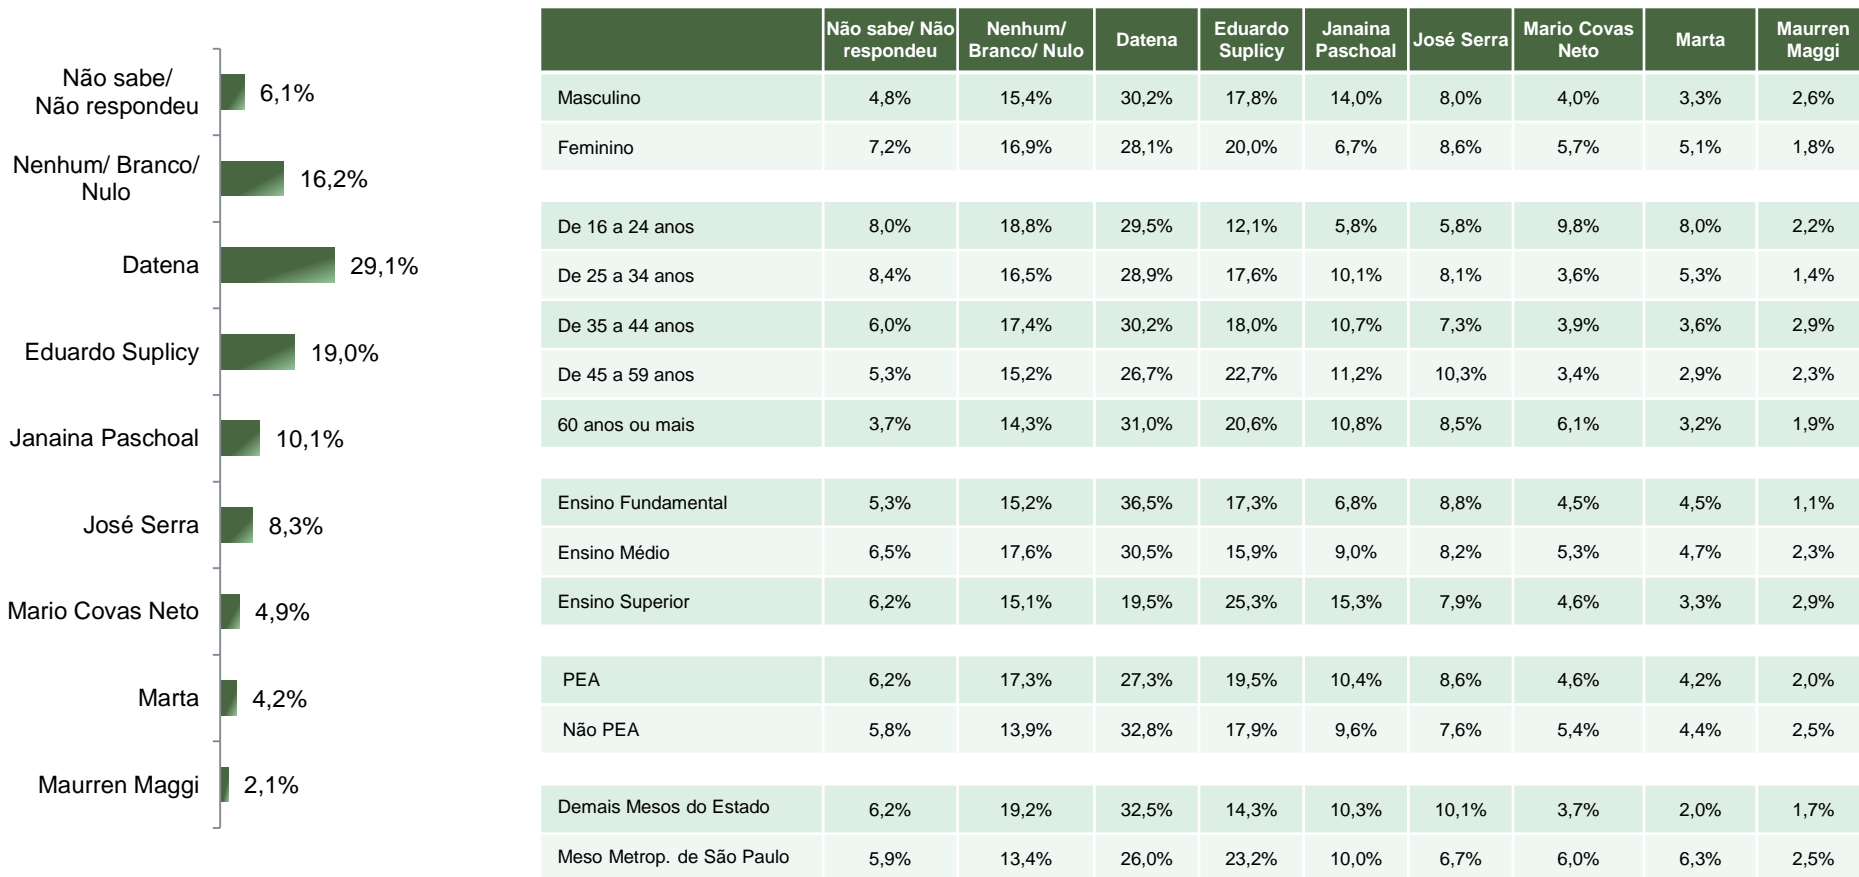 Não sabe/
Não respondeu
6,1%
Nenhum/ Branco/
Nulo
16,2%
Datena
29,1%
Eduardo Suplicy
19,0%
Janaina Paschoal
10,1%
José Serra
8,3%
Mario Covas Neto
4,9%
Marta
4,2%
Maurren Maggi
2,1%
Não sabe/ Não respondeu Nenhum/ Branco/ Nulo Datena Eduardo Suplicy Janaina Paschoal José Serra Mario Covas Neto Marta Maurren Maggi
Masculino 4,8% 15,4% 30,2% 17,8% 14,0% 8,0% 4,0% 3,3% 2,6%
Feminino 7,2% 16,9% 28,1% 20,0% 6,7% 8,6% 5,7% 5,1% 1,8%
De 16 a 24 anos 8,0% 18,8% 29,5% 12,1% 5,8% 5,8% 9,8% 8,0% 2,2%
De 25 a 34 anos 8,4% 16,5% 28,9% 17,6% 10,1% 8,1% 3,6% 5,3% 1,4%
De 35 a 44 anos 6,0% 17,4% 30,2% 18,0% 10,7% 7,3% 3,9% 3,6% 2,9%
De 45 a 59 anos 5,3% 15,2% 26,7% 22,7% 11,2% 10,3% 3,4% 2,9% 2,3%
60 anos ou mais 3,7% 14,3% 31,0% 20,6% 10,8% 8,5% 6,1% 3,2% 1,9%
Ensino Fundamental 5,3% 15,2% 36,5% 17,3% 6,8% 8,8% 4,5% 4,5% 1,1%
Ensino Médio 6,5% 17,6% 30,5% 15,9% 9,0% 8,2% 5,3% 4,7% 2,3%
Ensino Superior 6,2% 15,1% 19,5% 25,3% 15,3% 7,9% 4,6% 3,3% 2,9%
PEA 6,2% 17,3% 27,3% 19,5% 10,4% 8,6% 4,6% 4,2% 2,0%
Não PEA 5,8% 13,9% 32,8% 17,9% 9,6% 7,6% 5,4% 4,4% 2,5%
Demais Mesos do Estado 6,2% 19,2% 32,5% 14,3% 10,3% 10,1% 3,7% 2,0% 1,7%
Meso Metrop. de São Paulo 5,9% 13,4% 26,0% 23,2% 10,0% 6,7% 6,0% 6,3% 2,5%